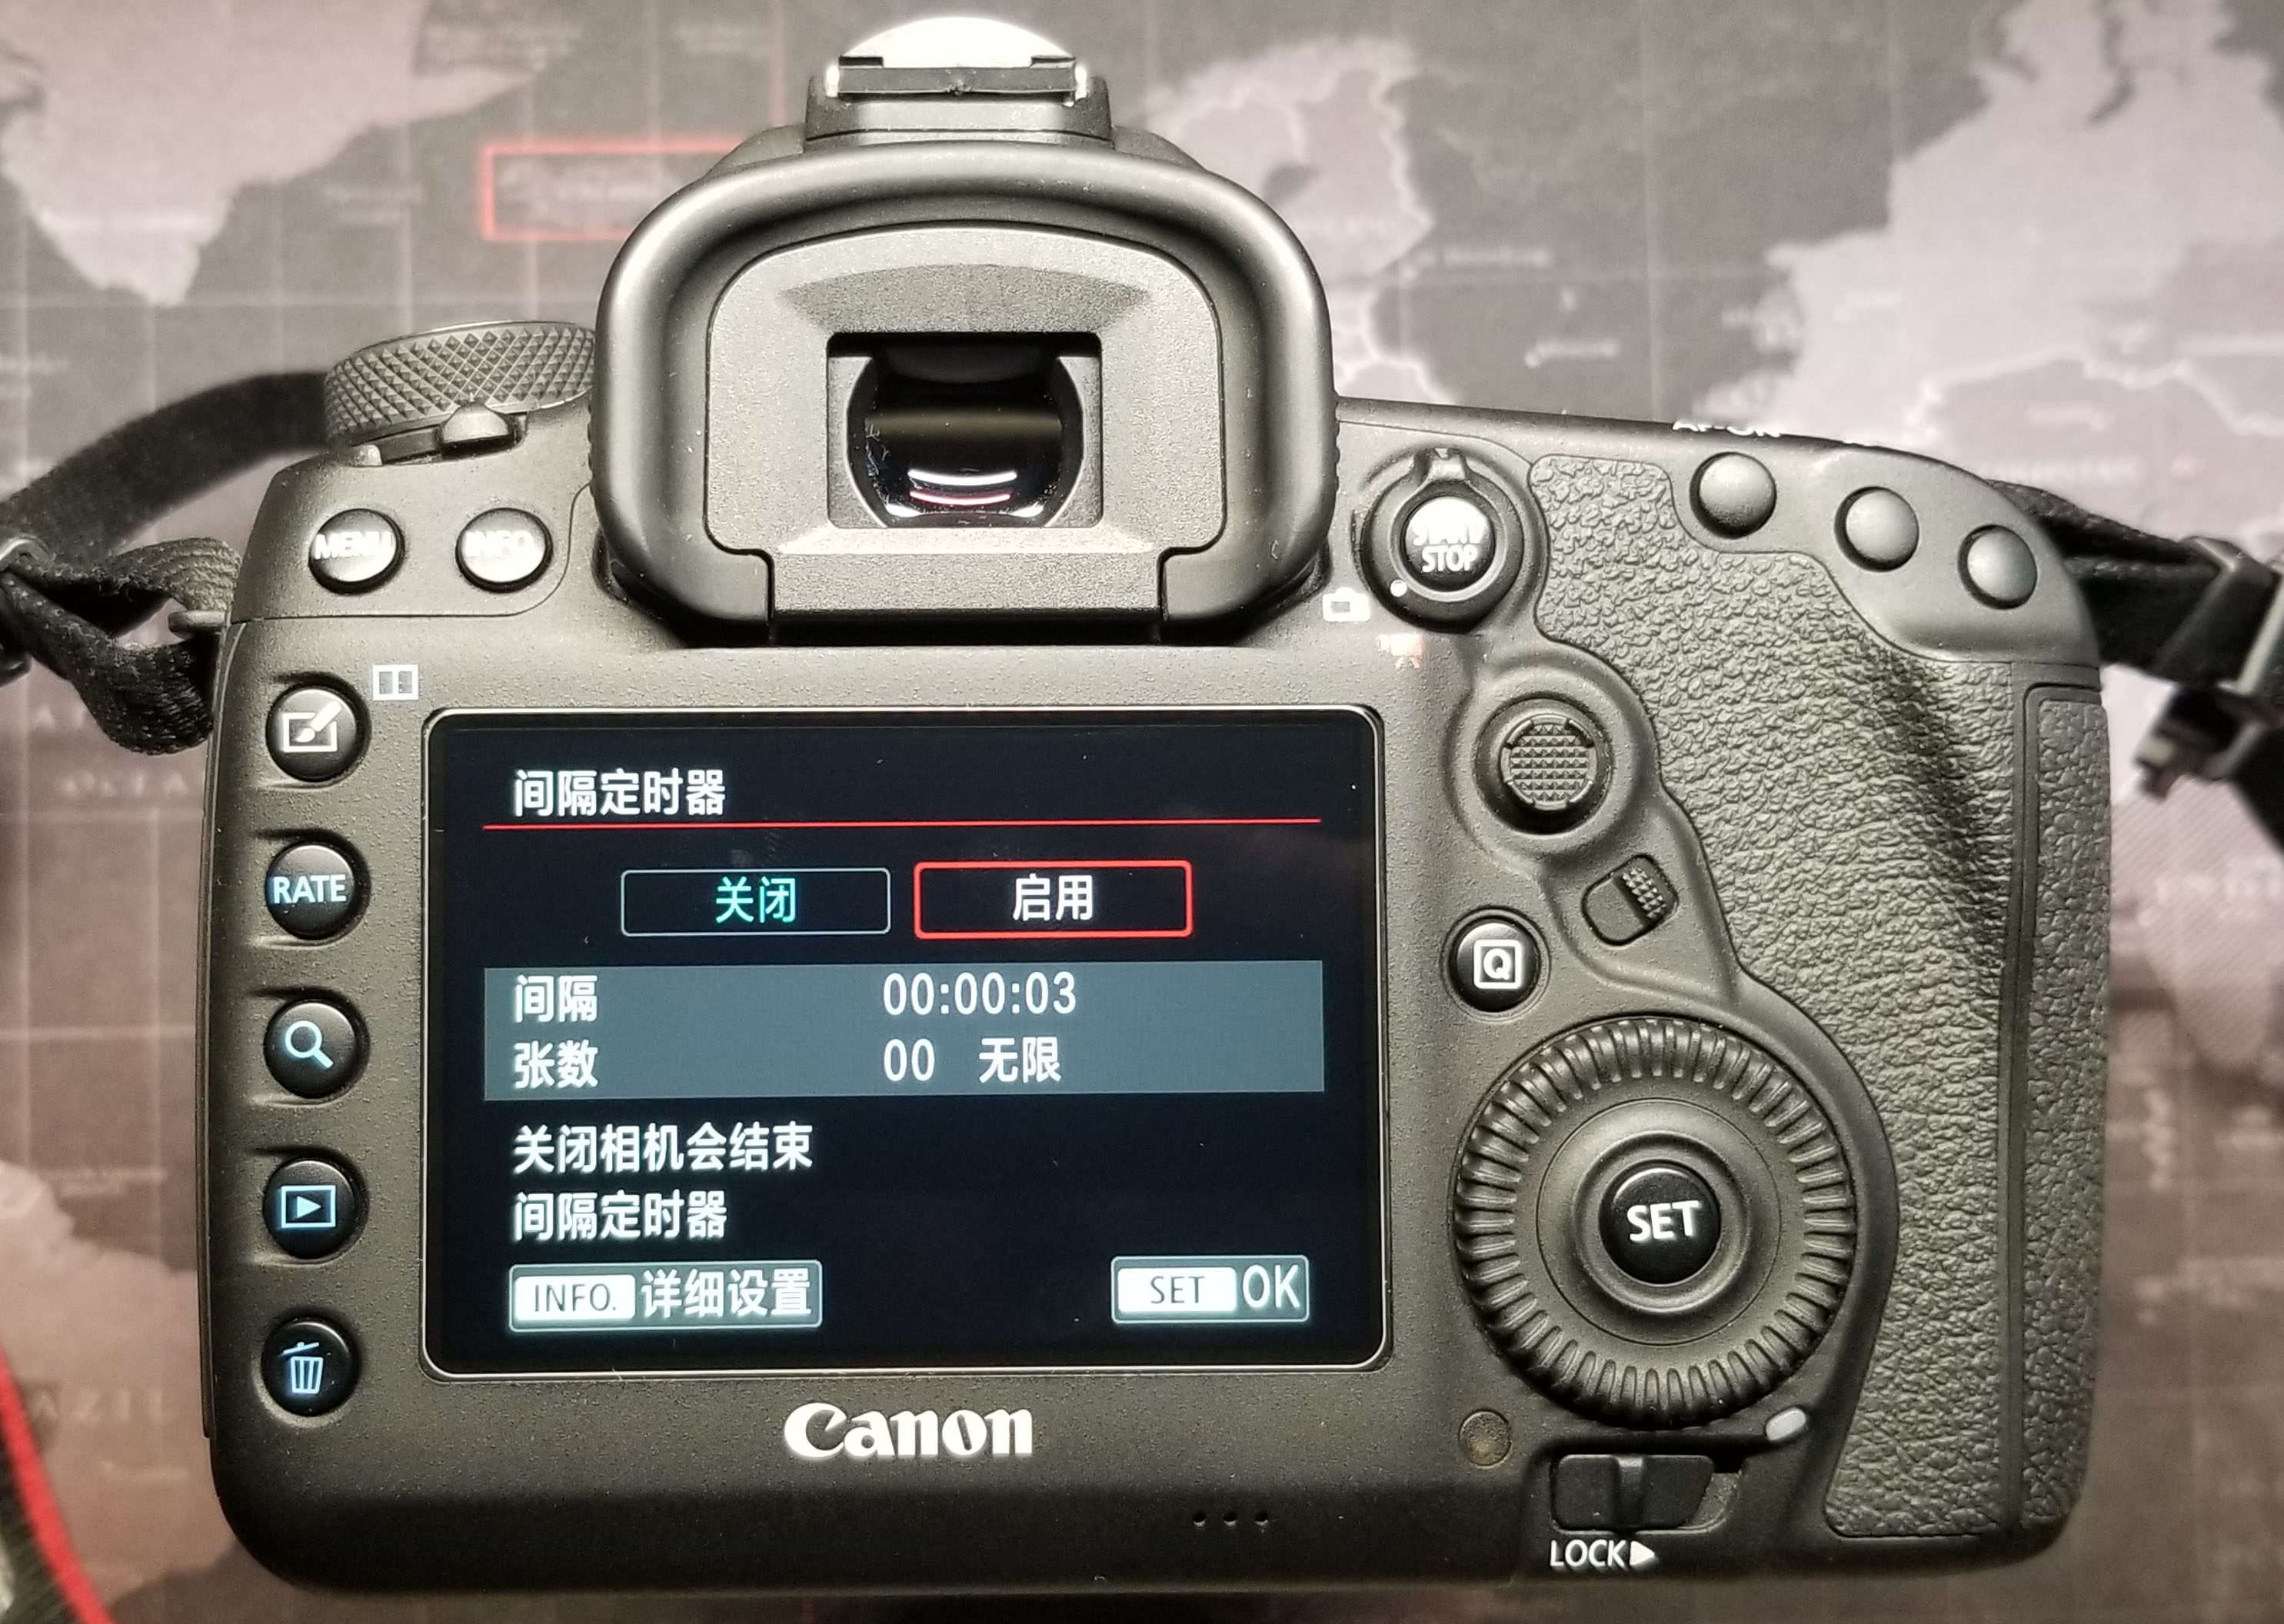 MENU
INFO
START/
STOP
RATE
间隔定时器
关闭 启用
间隔 00:00:03
张数 00 无限
关闭相机会结束
间隔定时器
INFO. 详细设置 SET OK
Q
SET
Canon
LOCK▶